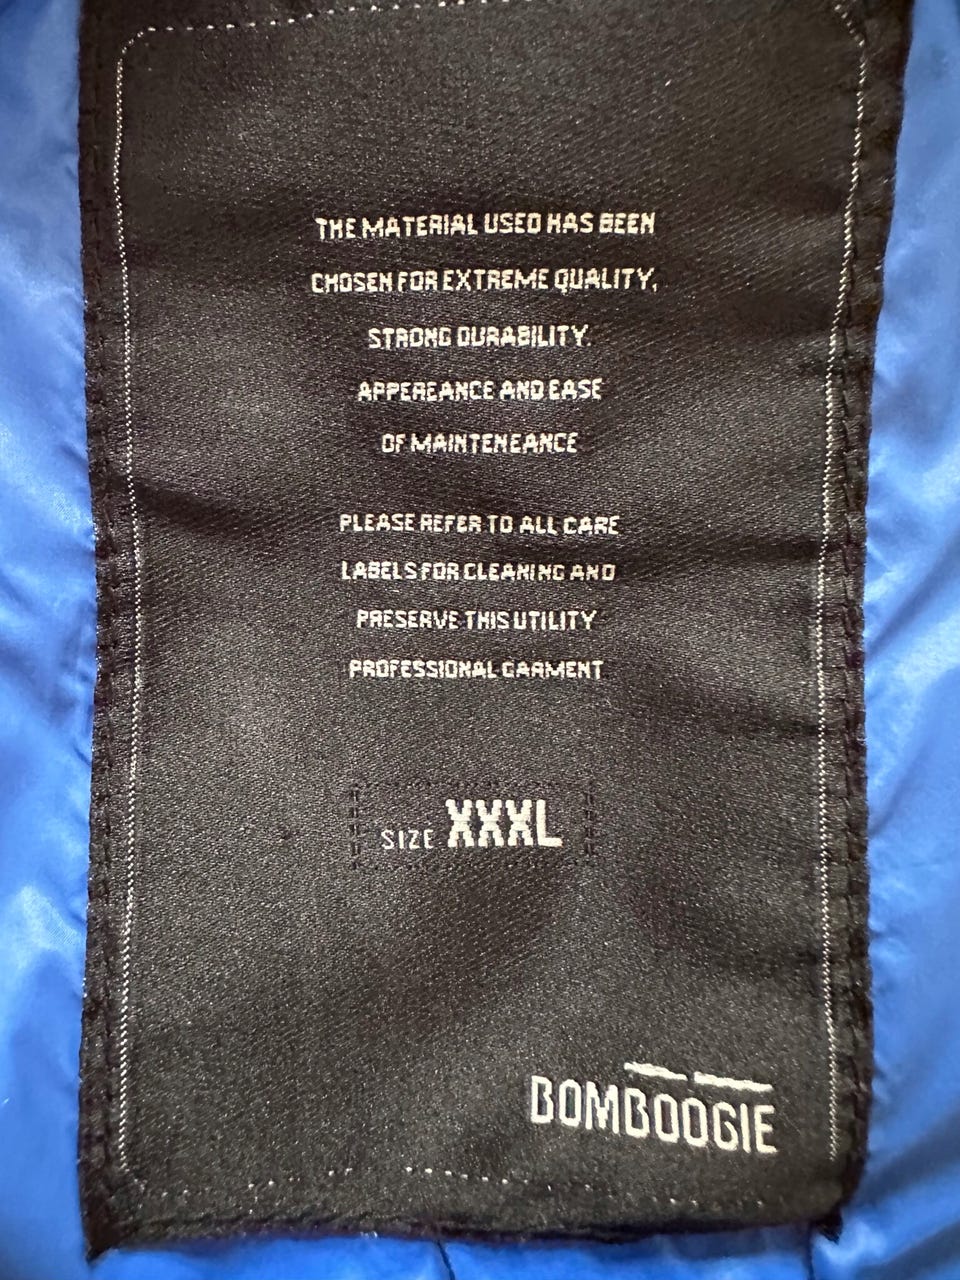 THE MATERIAL USED HAS BEEN
CHOSEN FOR EXTREME QUALITY,
STRONG DURABILITY.
APPEREANCE AND EASE
OF MAINTENEANCE
PLEASE REFER TO ALL CARE
LABELS FOR CLEANING AND
PRESERVE THIS UTILITY
PROFESSIONAL GARMENT
SIZE XXXL
BOMBOOGIE